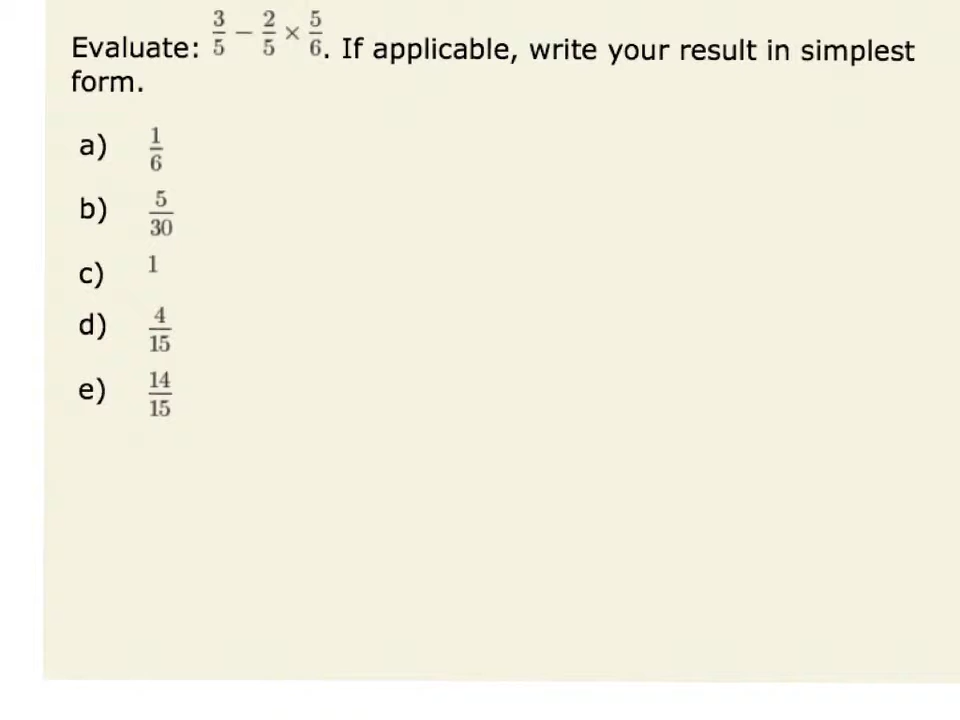 Evaluate: 3/5 − 2/5 × 5/6. If applicable, write your result in simplest
form.
a) 1/6
b) 5/30
c) 1
d) 4/15
e) 14/15